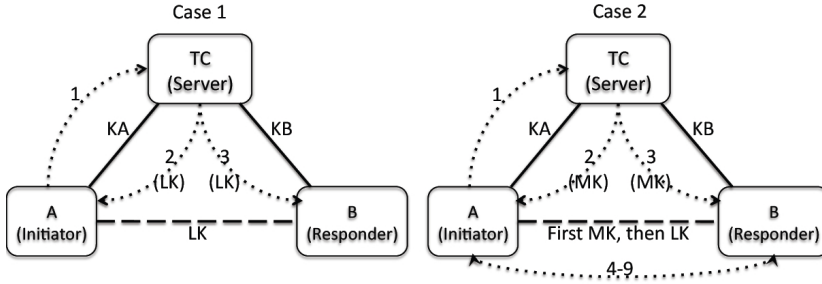 Case 1
TC
(Server)
1
KA
KB
2
(LK)
3
(LK)
A
(Initiator)
LK
B
(Responder)
Case 2
TC
(Server)
1
KA
KB
2
(MK)
3
(MK)
A
(Initiator)
First MK, then LK
B
(Responder)
4-9